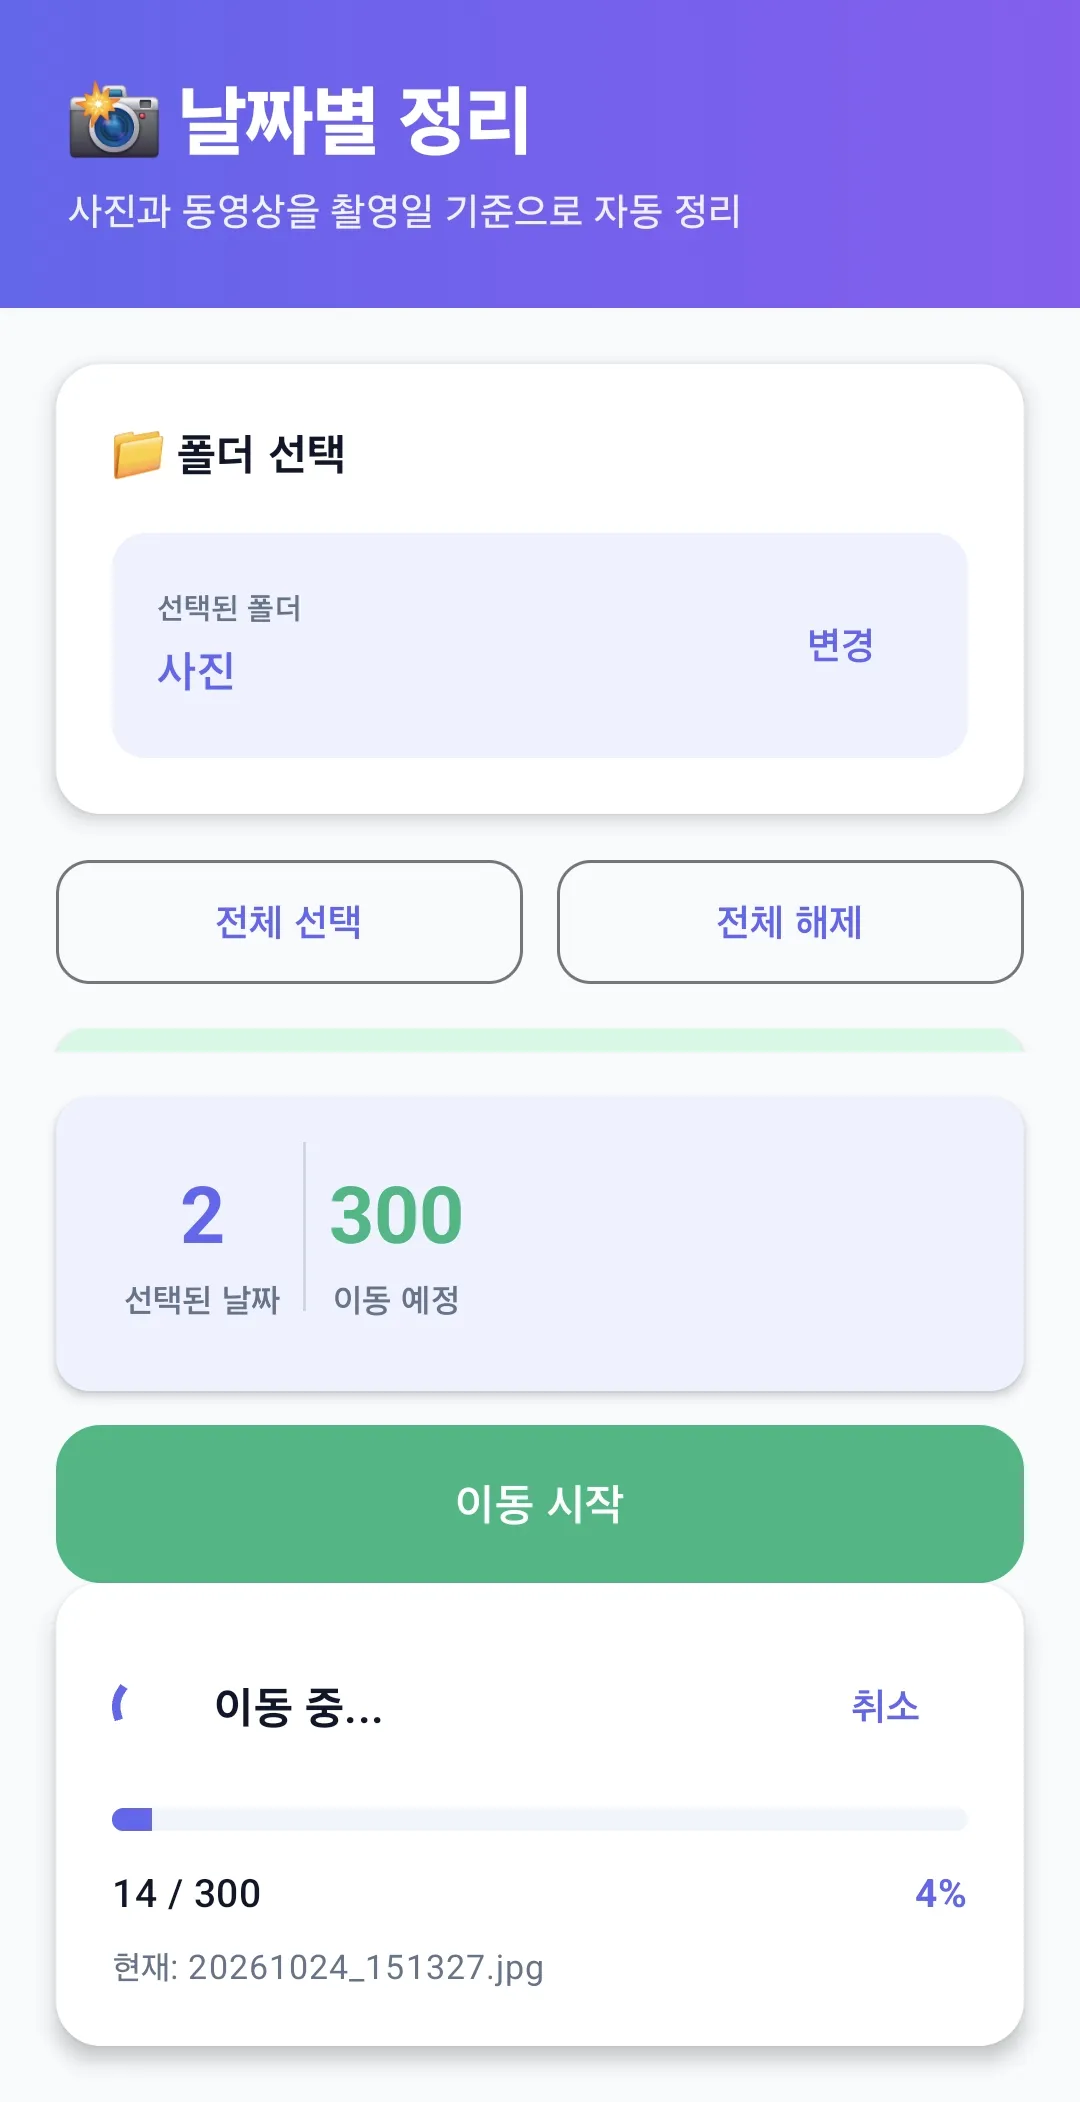 날짜별 정리
사진과 동영상을 촬영일 기준으로 자동 정리
폴더 선택
선택된 폴더
사진
변경
전체 선택
전체 해제
2
선택된 날짜
300
이동 예정
이동 시작
이동 중...
취소
14 / 300
4%
현재: 20261024_151327.jpg